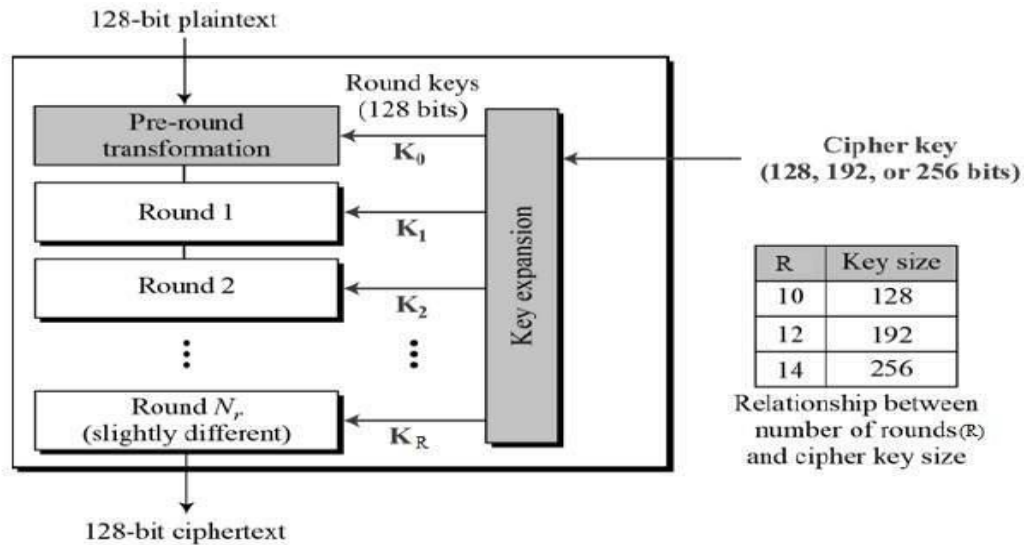 128-bit plaintext
Round keys
(128 bits)
Pre-round
transformation
K₀
Cipher key
(128, 192, or 256 bits)
Round 1
K₁
Round 2
K₂
Key expansion
Round Nᵣ
(slightly different)
K R
128-bit ciphertext
R Key size
10 128
12 192
14 256
Relationship between
number of rounds(R)
and cipher key size